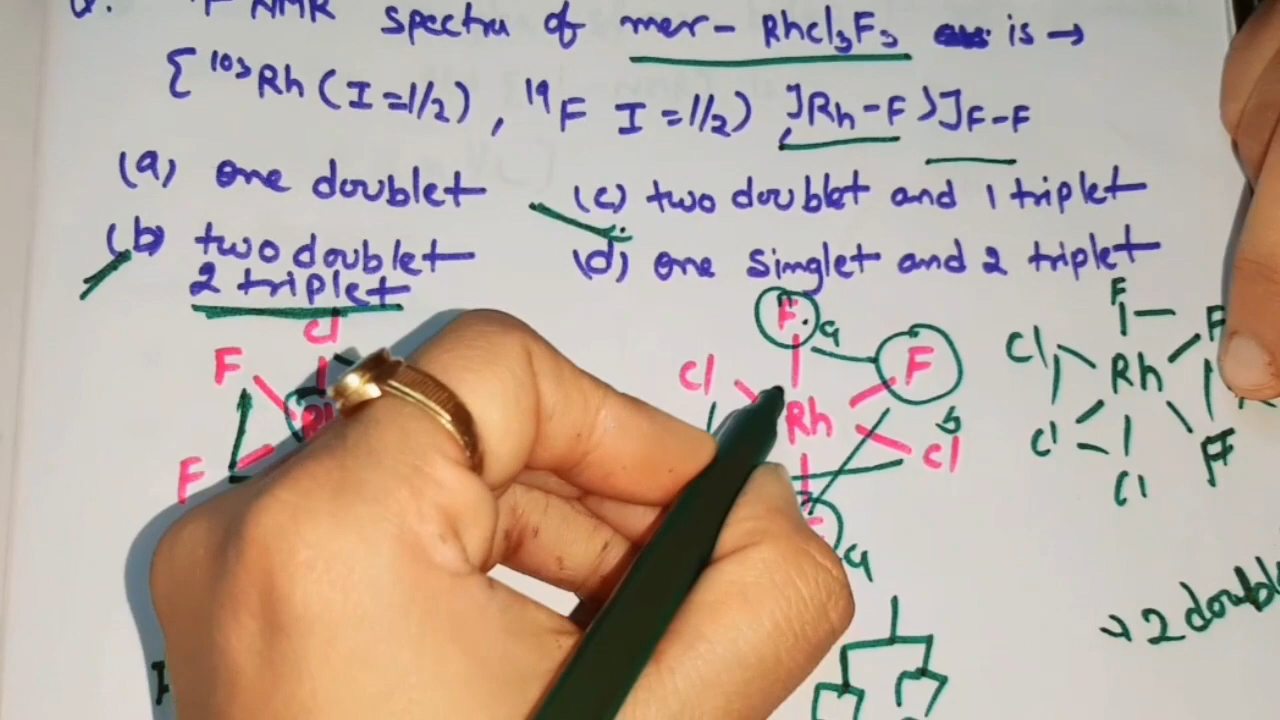 Q. 19F NMR spectra of mer- RhCl3F3 is →
{ 103Rh (I=1/2), 19F I=1/2) JRh-F > JF-F
(a) one doublet
(c) two doublet and 1 triplet
(b) two doublet
2 triplet
(d) one singlet and 2 triplet
Cl
F
F
F a
F b
Cl
Rh
Cl
a
F
F
Cl
Rh
Cl
F
Cl
→ 2 double